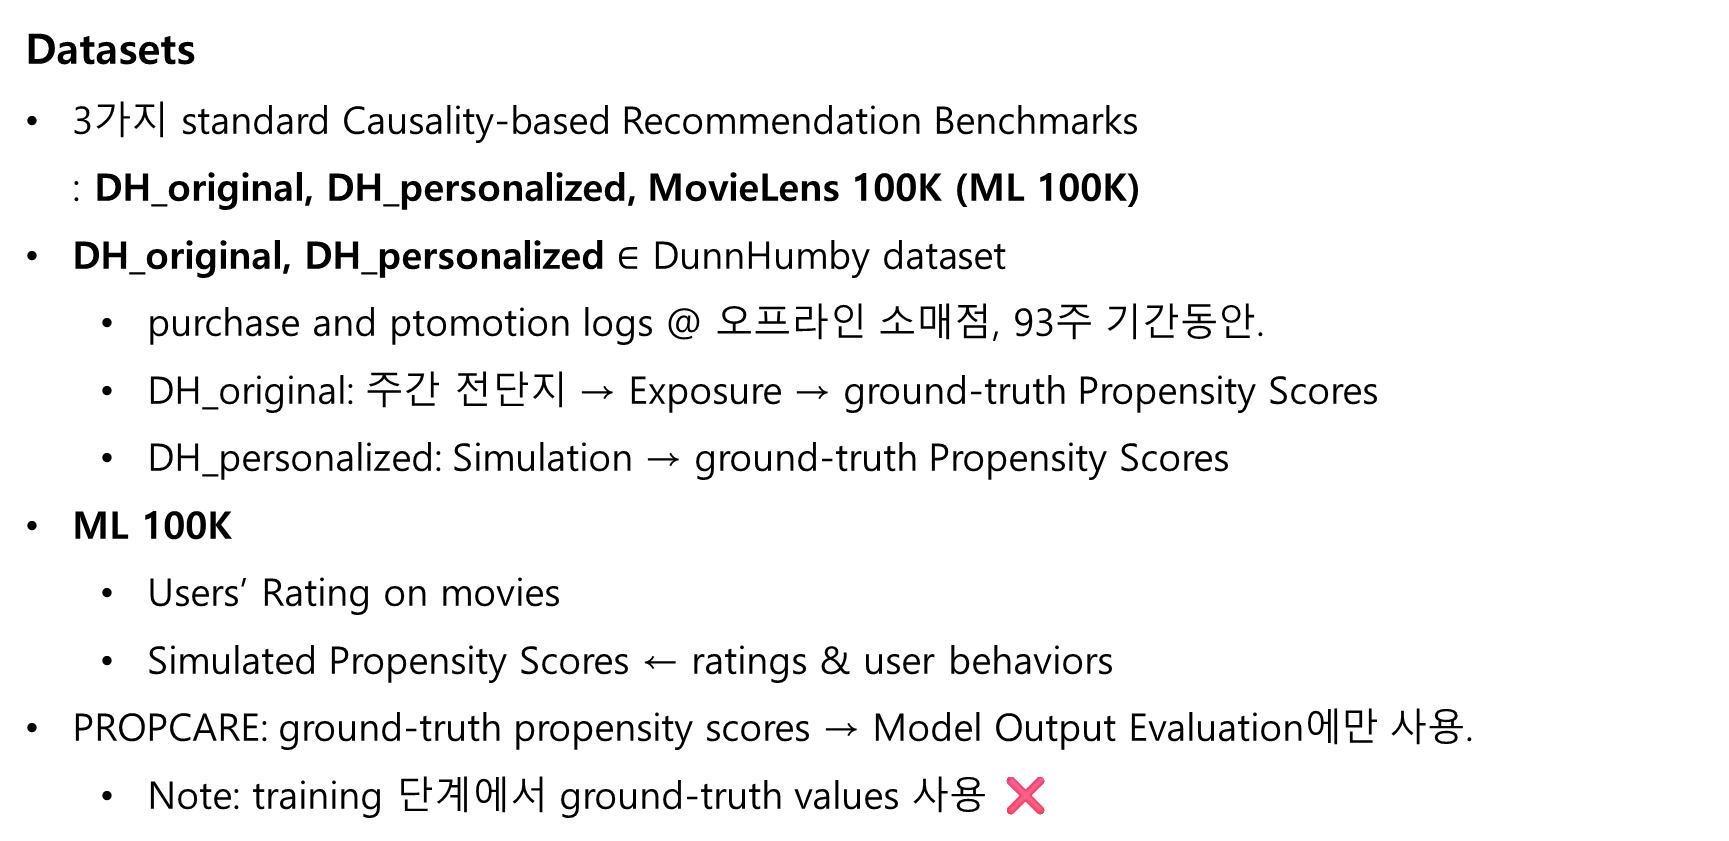 Datasets
• 3가지 standard Causality-based Recommendation Benchmarks
: DH_original, DH_personalized, MovieLens 100K (ML 100K)
• DH_original, DH_personalized ∈ DunnHumby dataset
• purchase and ptomotion logs @ 오프라인 소매점, 93주 기간동안.
• DH_original: 주간 전단지 → Exposure → ground-truth Propensity Scores
• DH_personalized: Simulation → ground-truth Propensity Scores
• ML 100K
• Users’ Rating on movies
• Simulated Propensity Scores ← ratings & user behaviors
• PROPCARE: ground-truth propensity scores → Model Output Evaluation에만 사용.
• Note: training 단계에서 ground-truth values 사용 ❌